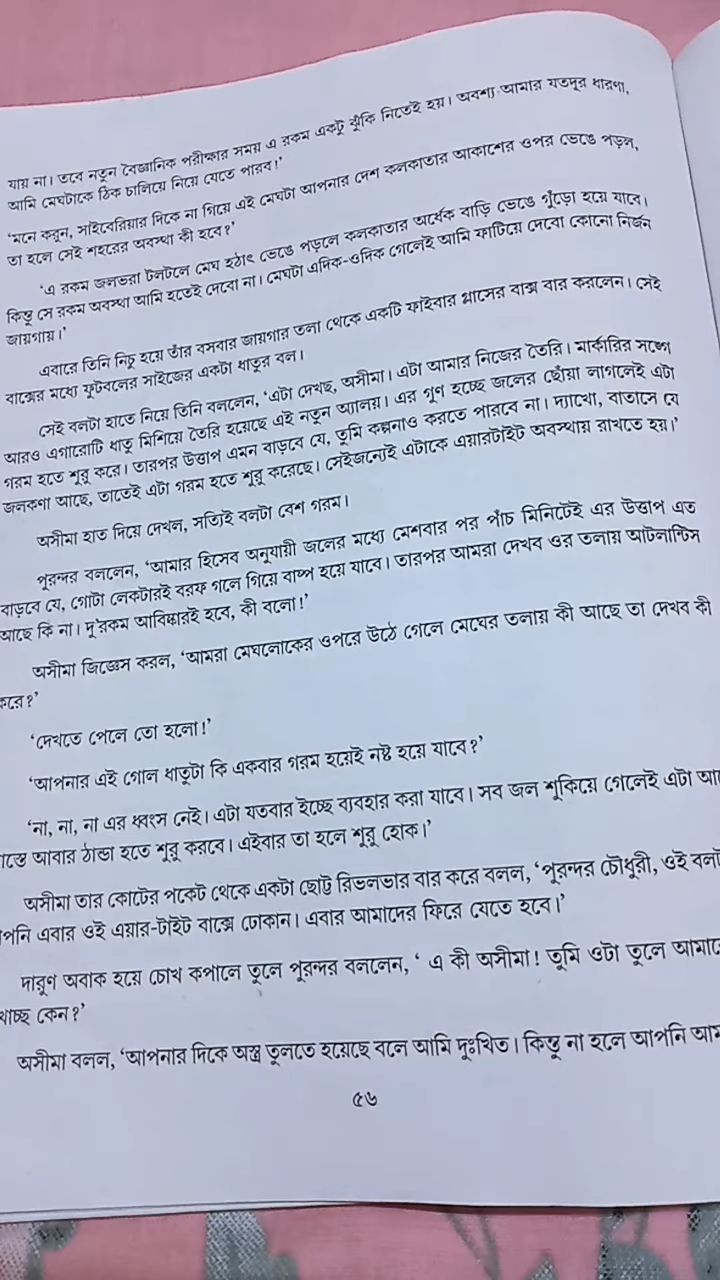 যায় না। তবে নতুন বৈজ্ঞানিক পরীক্ষার সময় এ রকম একটু ঝুঁকি নিতেই হয়। অবশ্য আমার যতদূর ধারণা,
আমি মেঘটাকে ঠিক চালিয়ে নিয়ে যেতে পারব!’
‘মনে করুন, সাইবেরিয়ার দিকে না গিয়ে এই মেঘটা আপনার দেশ কলকাতার আকাশের ওপর ভেঙে পড়ল,
তা হলে সেই শহরের অবস্থা কী হবে?’
‘এ রকম জলভরা টলটলে মেঘ হঠাৎ ভেঙে পড়লে কলকাতার অর্ধেক বাড়ি ভেঙে গুঁড়ো হয়ে যাবে।
কিন্তু সে রকম অবস্থা আমি হতেই দেবো না। মেঘটা এদিক-ওদিক গেলেই আমি ফাটিয়ে দেবো কোনো নির্জন
জায়গায়।’
এবারে তিনি নিচু হয়ে তাঁর বসবার জায়গার তলা থেকে একটি ফাইবার গ্লাসের বাক্স বার করলেন। সেই
বাক্সের মধ্যে ফুটবলের সাইজের একটা ধাতুর বল।
সেই বলটা হাতে নিয়ে তিনি বললেন, ‘এটা দেখছ, অসীমা। এটা আমার নিজের তৈরি। মার্কারির সঙ্গে
আরও এগারোটি ধাতু মিশিয়ে তৈরি হয়েছে এই নতুন অ্যালয়। এর গুণ হচ্ছে জলের ছোঁয়া লাগলেই এটা
গরম হতে শুরু করে। তারপর উত্তাপ এমন বাড়বে যে, তুমি কল্পনাও করতে পারবে না। দ্যাখো, বাতাসে যে
জলকণা আছে, তাতেই এটা গরম হতে শুরু করেছে। সেইজন্যেই এটাকে এয়ারটাইট অবস্থায় রাখতে হয়।’
অসীমা হাত দিয়ে দেখল, সত্যিই বলটা বেশ গরম।
পুরন্দর বললেন, ‘আমার হিসেব অনুযায়ী জলের মধ্যে মেশবার পর পাঁচ মিনিটেই এর উত্তাপ এত
বাড়বে যে, গোটা লেকটারই বরফ গলে গিয়ে বাষ্প হয়ে যাবে। তারপর আমরা দেখব ওর তলায় আটলান্টিস
আছে কি না। দু’রকম আবিষ্কারই হবে, কী বলো!’
অসীমা জিজ্ঞেস করল, ‘আমরা মেঘলোকের ওপরে উঠে গেলে মেঘের তলায় কী আছে তা দেখব কী
করে?’
‘দেখতে পেলে তো হলো!’
‘আপনার এই গোল ধাতুটা কি একবার গরম হয়েই নষ্ট হয়ে যাবে?’
‘না, না, না এর ধ্বংস নেই। এটা যতবার ইচ্ছে ব্যবহার করা যাবে। সব জল শুকিয়ে গেলেই এটা আ
স্তে আবার ঠান্ডা হতে শুরু করবে। এইবার তা হলে শুরু হোক।’
অসীমা তার কোটের পকেট থেকে একটা ছোট্ট রিভলভার বার করে বলল, ‘পুরন্দর চৌধুরী, ওই বল
পনি এবার ওই এয়ার-টাইট বাক্সে ঢোকান। এবার আমাদের ফিরে যেতে হবে।’
দারুণ অবাক হয়ে চোখ কপালে তুলে পুরন্দর বললেন, ‘ এ কী অসীমা! তুমি ওটা তুলে আমা
খাচ্ছ কেন?’
অসীমা বলল, ‘আপনার দিকে অস্ত্র তুলতে হয়েছে বলে আমি দুঃখিত। কিন্তু না হলে আপনি আম
৫৬